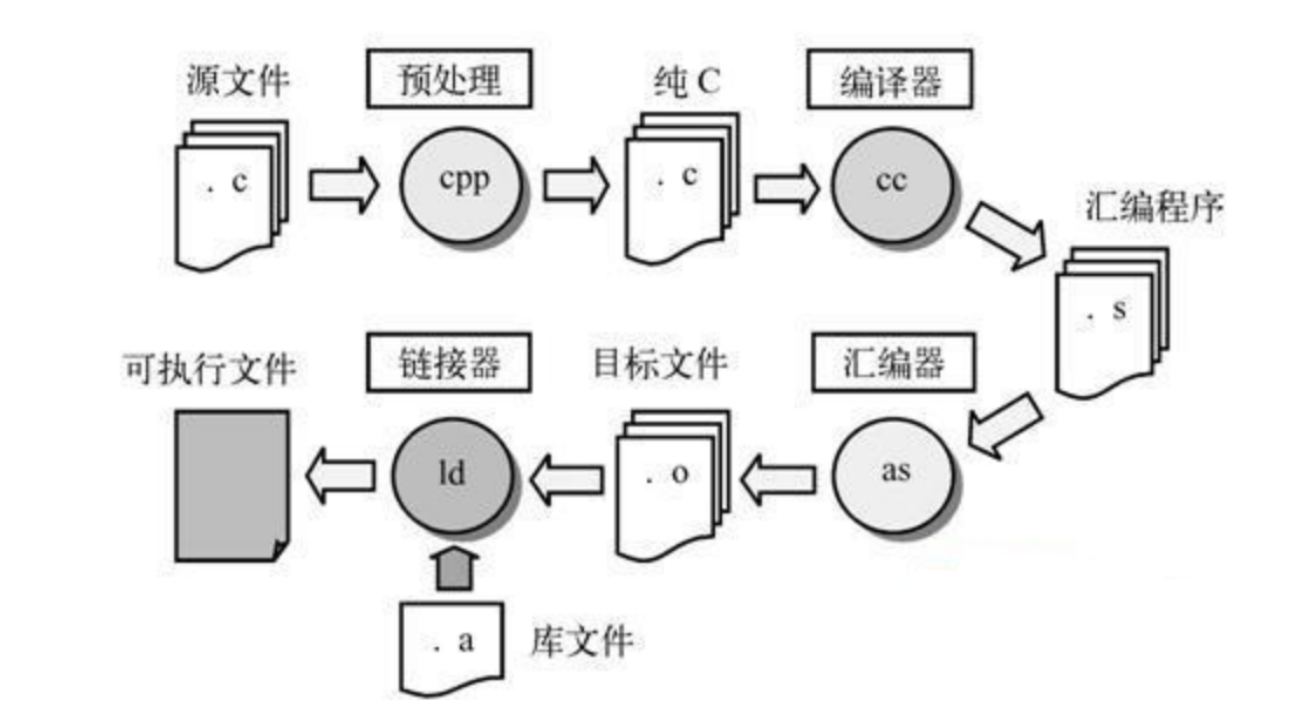 源文件
预处理
纯 C
编译器
. c
cpp
. c
cc
汇编程序
. s
可执行文件
链接器
目标文件
汇编器
ld
. o
as
. a
库文件